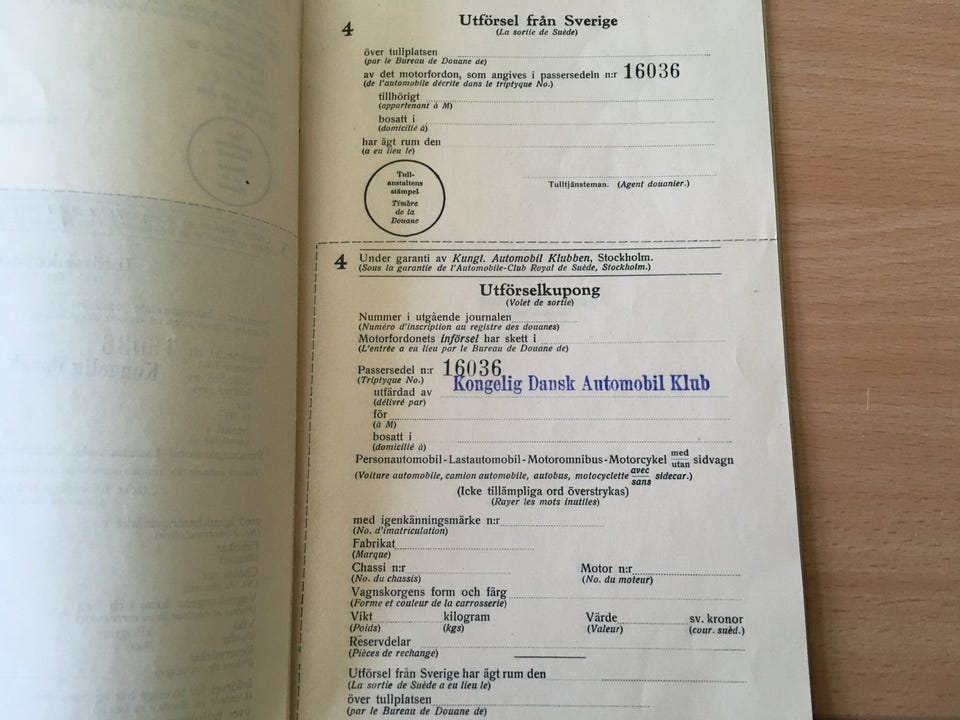 4
Utförsel från Sverige
(La sortie de Suède)
över tullplatsen
(par le Bureau de Douane de)
av det motorfordon, som angives i passersedeln n:r 16036
(de l'automobile décrite dans le triptyque No.)
tillhörigt
(appartenant à M)
bosatt i
(domicilié à)
har ägt rum den
(a eu lieu le)
Tull-
anstaltens
stämpel
Timbre
de la
Douane
Tulltjänsteman. (Agent douanier.)
4
Under garanti av Kungl. Automobil Klubben, Stockholm.
(Sous la garantie de l'Automobile-Club Royal de Suède, Stockholm.)
Utförselkupong
(Volet de sortie)
Nummer i utgående journalen
(Numéro d'inscription au registre des douanes)
Motorfordonets införsel har skett i
(L'entrée a eu lieu par le Bureau de Douane de)
Passersedel n:r 16036
(Triptyque No.)
Kongelig Dansk Automobil Klub
utfärdad av
(délivré par)
för
(à M)
bosatt i
(domicilié à)
Personautomobil - Lastautomobil - Motoromnibus - Motorcykel med utan sidvagn
(Voiture automobile, camion automobile, autobus, motocyclette avec sans sidecar.)
(Icke tillämpliga ord överstrykas)
(Rayer les mots inutiles)
med igenkänningsmärke n:r
(No. d'imatriculation)
Fabrikat
(Marque)
Chassi n:r Motor n:r
(No. du chassis) (No. du moteur)
Vagnskorgens form och färg
(Forme et couleur de la carrosserie)
Vikt kilogram Värde sv. kronor
(Poids) (kgs) (Valeur) (cour. suéd.)
Reservdelar
(Pièces de rechange)
Utförsel från Sverige har ägt rum den
(La sortie de Suède a eu lieu le)
över tullplatsen
(par le Bureau de Douane de)